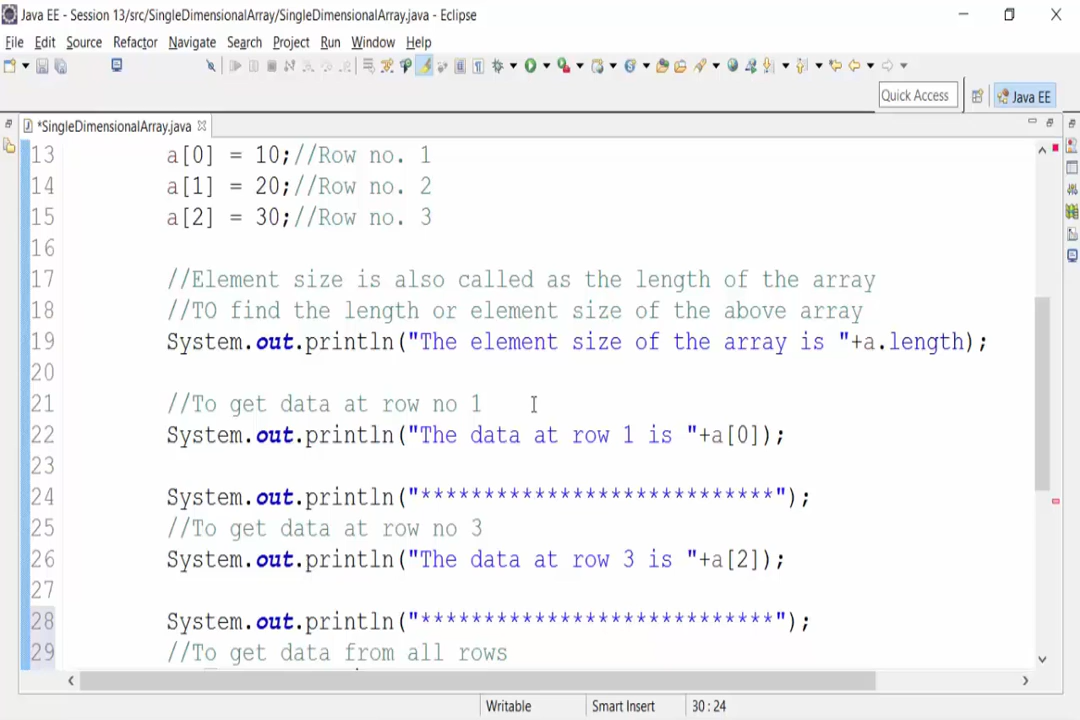 Java EE - Session 13/src/SingleDimensionalArray/SingleDimensionalArray.java - Eclipse
File Edit Source Refactor Navigate Search Project Run Window Help
Quick Access Java EE
*SingleDimensionalArray.java
13 a[0] = 10;//Row no. 1
14 a[1] = 20;//Row no. 2
15 a[2] = 30;//Row no. 3
16
17 //Element size is also called as the length of the array
18 //TO find the length or element size of the above array
19 System.out.println("The element size of the array is "+a.length);
20
21 //To get data at row no 1
22 System.out.println("The data at row 1 is "+a[0]);
23
24 System.out.println("****************************");
25 //To get data at row no 3
26 System.out.println("The data at row 3 is "+a[2]);
27
28 System.out.println("****************************");
29 //To get data from all rows
Writable Smart Insert 30 : 24